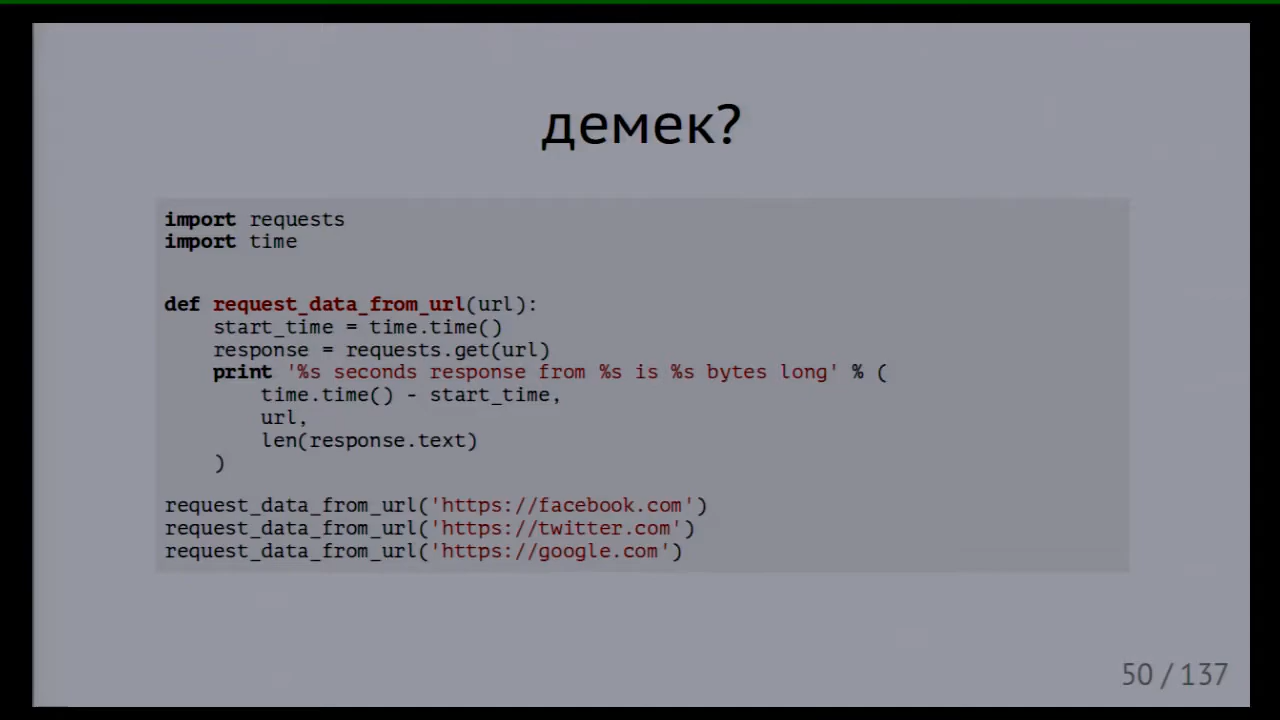 демек?
import requests
import time
def request_data_from_url(url):
    start_time = time.time()
    response = requests.get(url)
    print '%s seconds response from %s is %s bytes long' % (
        time.time() - start_time,
        url,
        len(response.text)
    )
request_data_from_url('https://facebook.com')
request_data_from_url('https://twitter.com')
request_data_from_url('https://google.com')
50 / 137